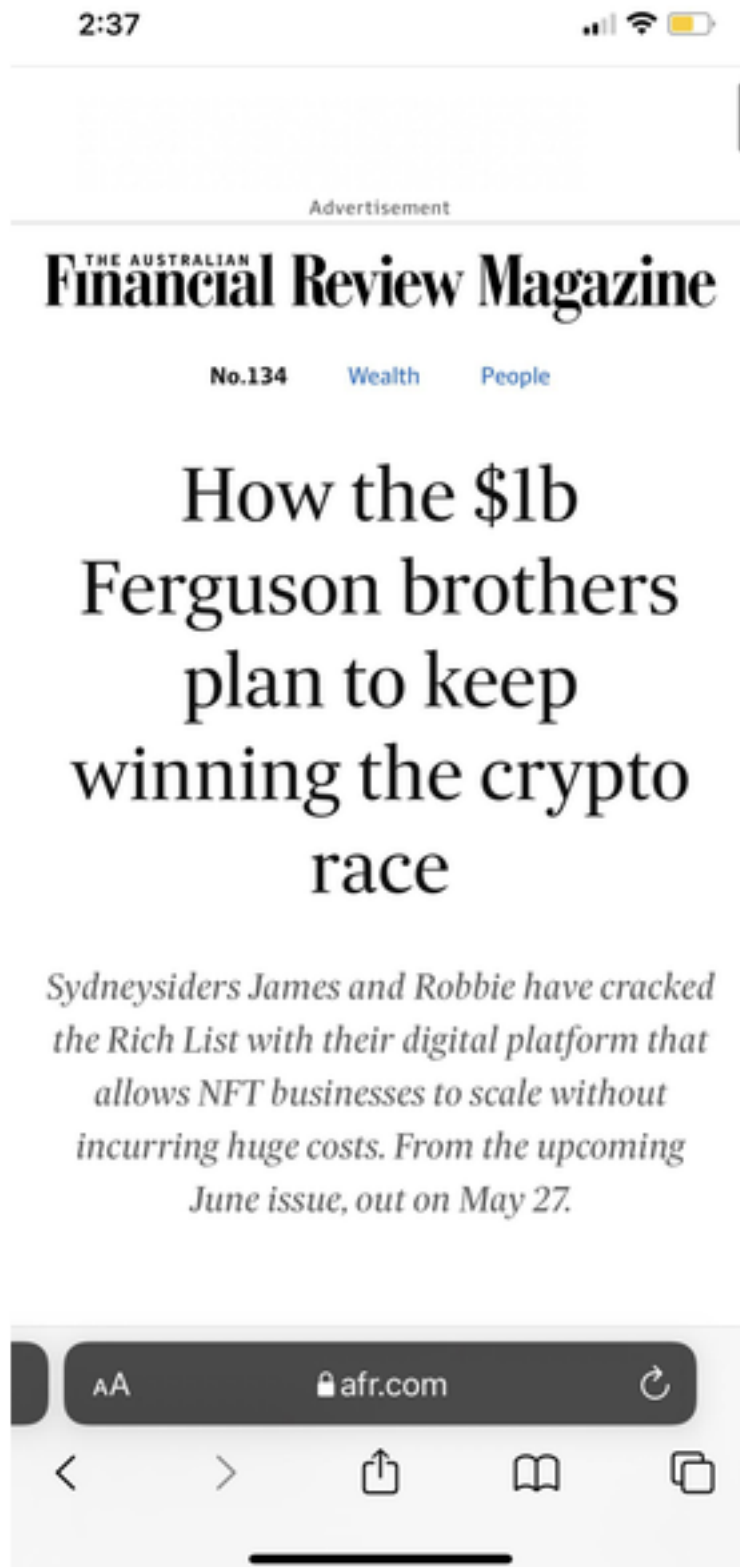 2:37
Advertisement
THE AUSTRALIAN
Financial Review Magazine
No.134 Wealth People
How the $1b
Ferguson brothers
plan to keep
winning the crypto
race
Sydneysiders James and Robbie have cracked
the Rich List with their digital platform that
allows NFT businesses to scale without
incurring huge costs. From the upcoming
June issue, out on May 27.
AA afr.com